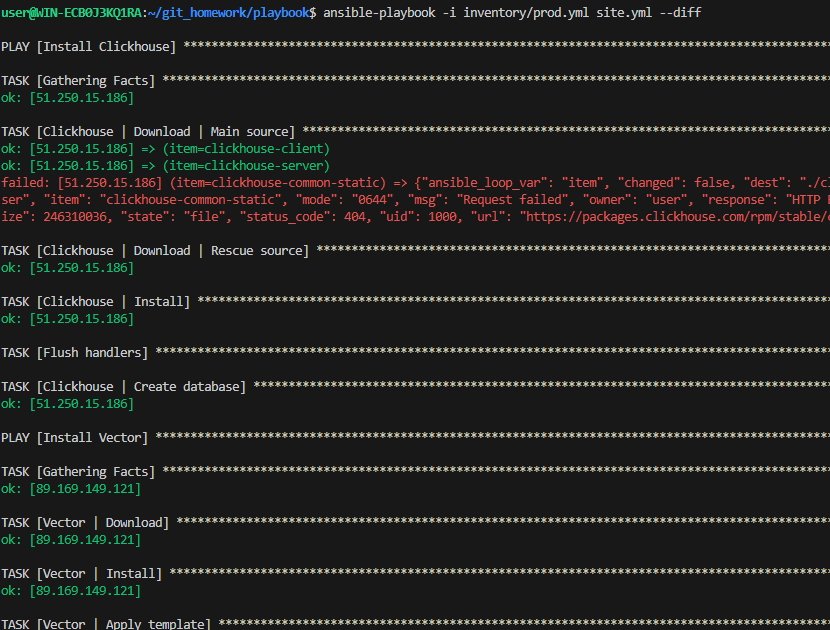 user@WIN-ECB0J3KQ1RA:~/git_homework/playbook$ ansible-playbook -i inventory/prod.yml site.yml --diff
PLAY [Install Clickhouse] *******************************************************************************************
TASK [Gathering Facts] **********************************************************************************************
ok: [51.250.15.186]
TASK [Clickhouse | Download | Main source] **************************************************************************
ok: [51.250.15.186] => (item=clickhouse-client)
ok: [51.250.15.186] => (item=clickhouse-server)
failed: [51.250.15.186] (item=clickhouse-common-static) => {"ansible_loop_var": "item", "changed": false, "dest": "./cl
ser", "item": "clickhouse-common-static", "mode": "0644", "msg": "Request failed", "owner": "user", "response": "HTTP E
ize": 246310036, "state": "file", "status_code": 404, "uid": 1000, "url": "https://packages.clickhouse.com/rpm/stable/c
TASK [Clickhouse | Download | Rescue source] ************************************************************************
ok: [51.250.15.186]
TASK [Clickhouse | Install] *****************************************************************************************
ok: [51.250.15.186]
TASK [Flush handlers] ***********************************************************************************************
TASK [Clickhouse | Create database] *********************************************************************************
ok: [51.250.15.186]
PLAY [Install Vector] ***********************************************************************************************
TASK [Gathering Facts] **********************************************************************************************
ok: [89.169.149.121]
TASK [Vector | Download] ********************************************************************************************
ok: [89.169.149.121]
TASK [Vector | Install] *********************************************************************************************
ok: [89.169.149.121]
TASK [Vector | Apply template] **************************************************************************************